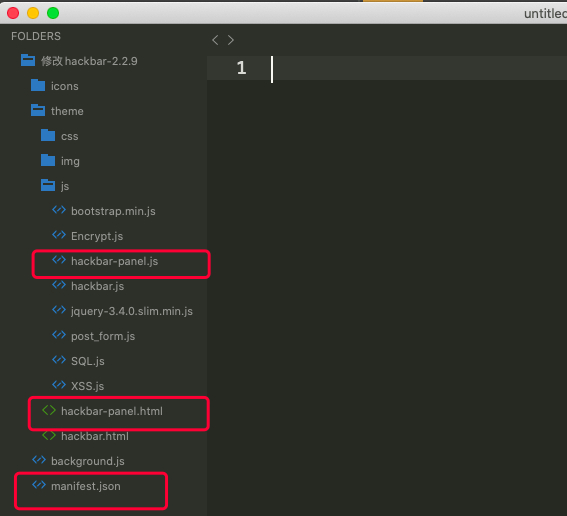 untitled
FOLDERS
修改hackbar-2.2.9
icons
theme
css
img
js
bootstrap.min.js
Encrypt.js
hackbar-panel.js
hackbar.js
jquery-3.4.0.slim.min.js
post_form.js
SQL.js
XSS.js
hackbar-panel.html
hackbar.html
background.js
manifest.json
1